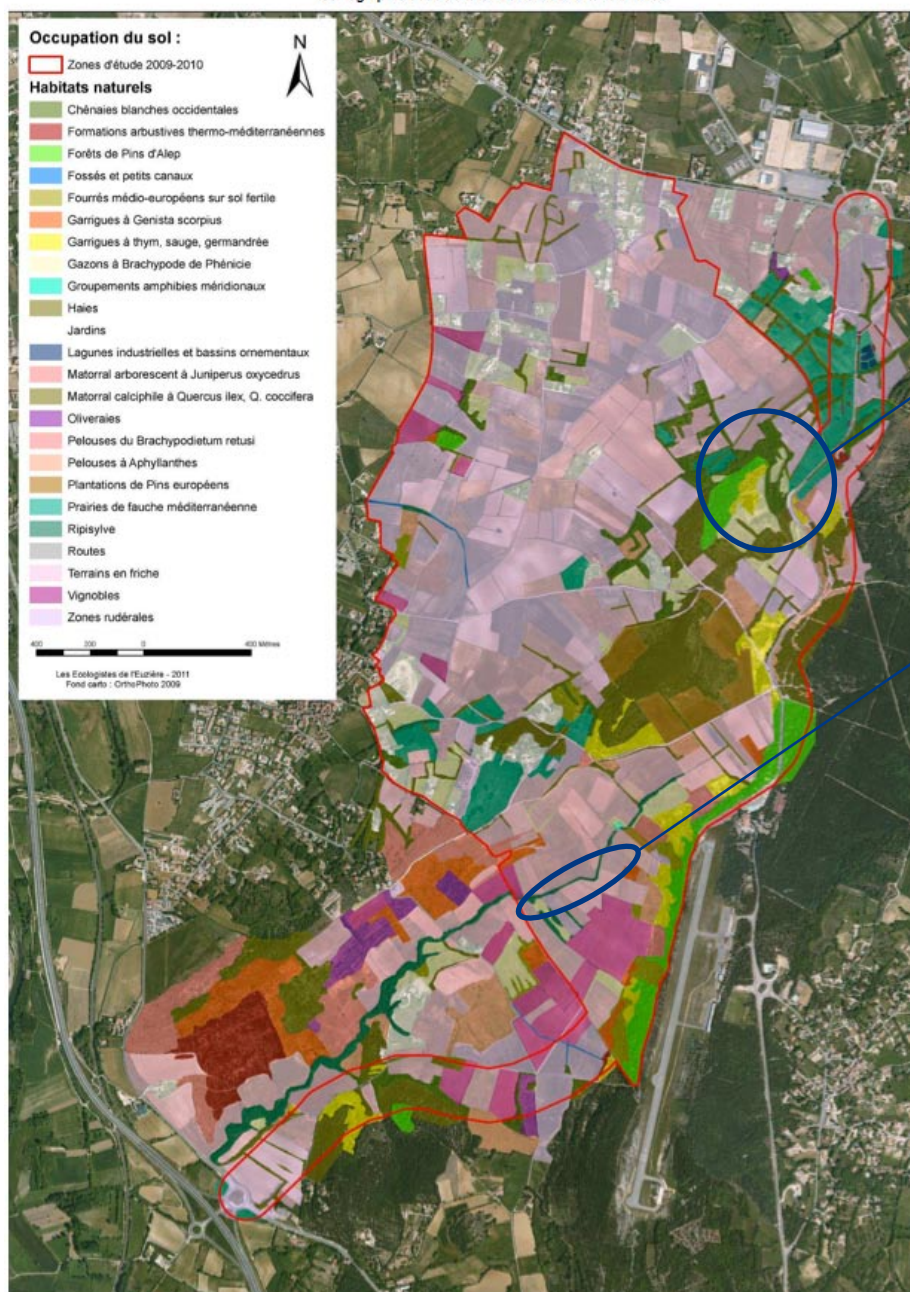 Occupation du sol :
N
Zones d'étude 2009-2010
Habitats naturels
Chênaies blanches occidentales
Formations arbustives thermo-méditerranéennes
Forêts de Pins d'Alep
Fossés et petits canaux
Fourrés médio-européens sur sol fertile
Garrigues à Genista scorpius
Garrigues à thym, sauge, germandrée
Gazons à Brachypode de Phénicie
Groupements amphibies méridionaux
Haies
Jardins
Lagunes industrielles et bassins ornementaux
Matorral arborescent à Juniperus oxycedrus
Matorral calciphile à Quercus ilex, Q. coccifera
Oliveraies
Pelouses du Brachypodietum retusi
Pelouses à Aphyllanthes
Plantations de Pins européens
Prairies de fauche méditerranéenne
Ripisylve
Routes
Terrains en friche
Vignobles
Zones rudérales
400 200 0 400 Mètres
Les Ecologistes de l'Euzière - 2011
Fond carto : OrthoPhoto 2009